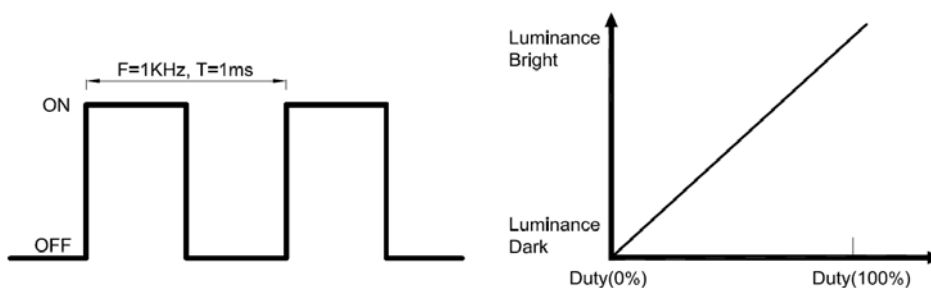 F=1KHz, T=1ms
ON
OFF
Luminance
Bright
Luminance
Dark
Duty(0%)
Duty(100%)